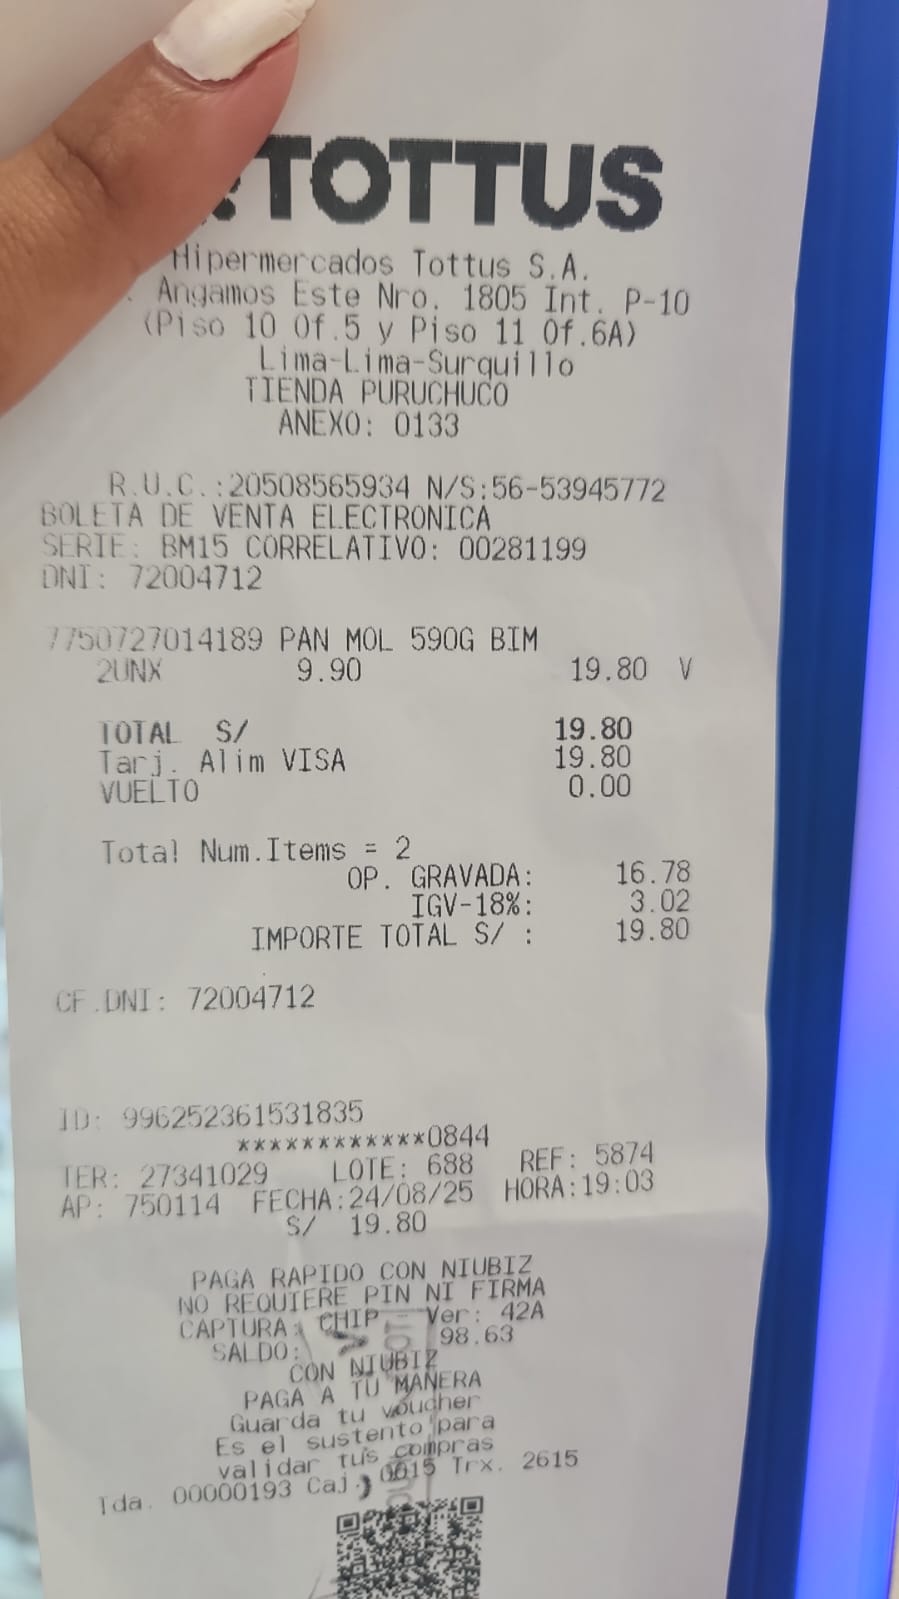 TOTTUS
Hipermercados Tottus S.A.
. Angamos Este Nro. 1805 Int. P-10
(Piso 10 Of.5 y Piso 11 Of.6A)
Lima-Lima-Surquillo
TIENDA PURUCHUCO
ANEXO: 0133
R.U.C.:20508565934 N/S:56-53945772
BOLETA DE VENTA ELECTRONICA
SERIE: BM15 CORRELATIVO: 00281199
DNI: 72004712
7750727014189 PAN MOL 590G BIM
2UNX 9.90 19.80 V
TOTAL S/ 19.80
Tarj. Alim VISA 19.80
VUELTO 0.00
Total Num.Items = 2
OP. GRAVADA: 16.78
IGV-18%: 3.02
IMPORTE TOTAL S/ : 19.80
CF.DNI: 72004712
ID: 996252361531835
************0844
TER: 27341029 LOTE: 688 REF: 5874
AP: 750114 FECHA:24/08/25 HORA:19:03
S/ 19.80
PAGA RAPIDO CON NIUBIZ
NO REQUIERE PIN NI FIRMA
CAPTURA: CHIP - Ver: 42A
SALDO: 98.63
CON NIUBIZ
PAGA A TU MANERA
Guarda tu voucher
Es el sustento para
validar tus compras
Tda. 00000193 Caj. 0015 Trx. 2615